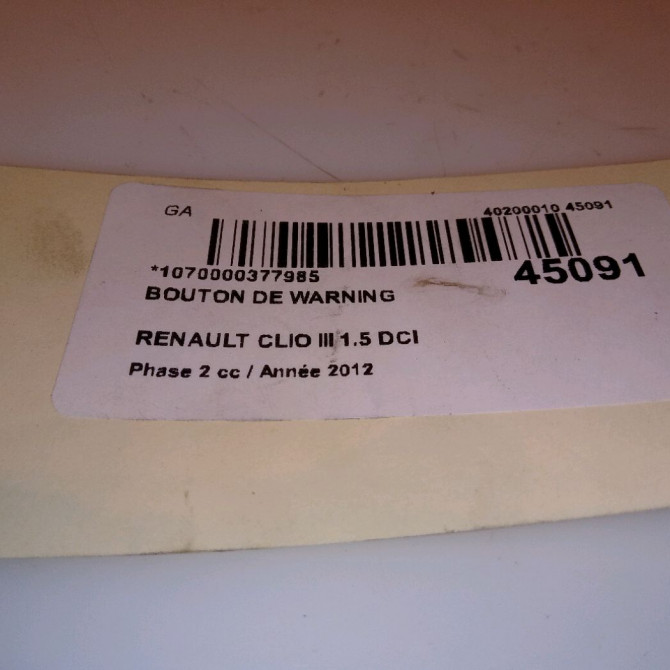 GA
40200010 45091
*1070000377985
45091
BOUTON DE WARNING
RENAULT CLIO III 1.5 DCI
Phase 2 cc / Année 2012